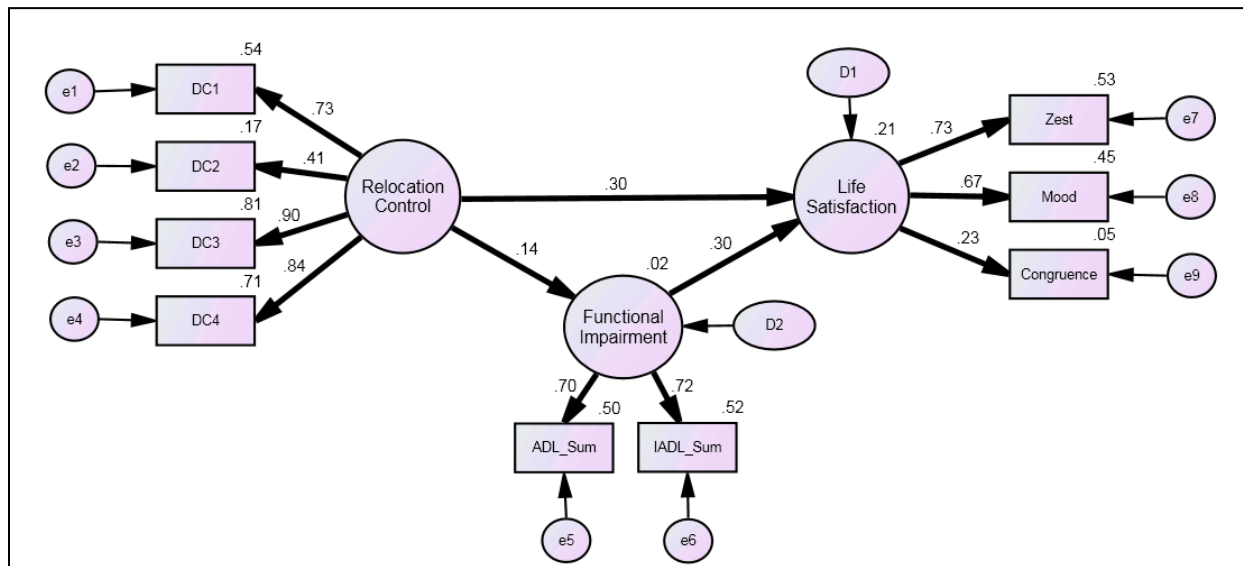 .54
D1
e1
DC1
.53
.73
.17
.21
.73
Zest
e7
.41
.45
e2
DC2
Relocation
Control
.30
Life
Satisfaction
.67
Mood
e8
.81
.90
.23
.05
e3
DC3
.14
.30
.84
.02
Congruence
e9
.71
e4
DC4
Functional
Impairment
D2
.70
.72
.50
.52
ADL_Sum
IADL_Sum
e5
e6